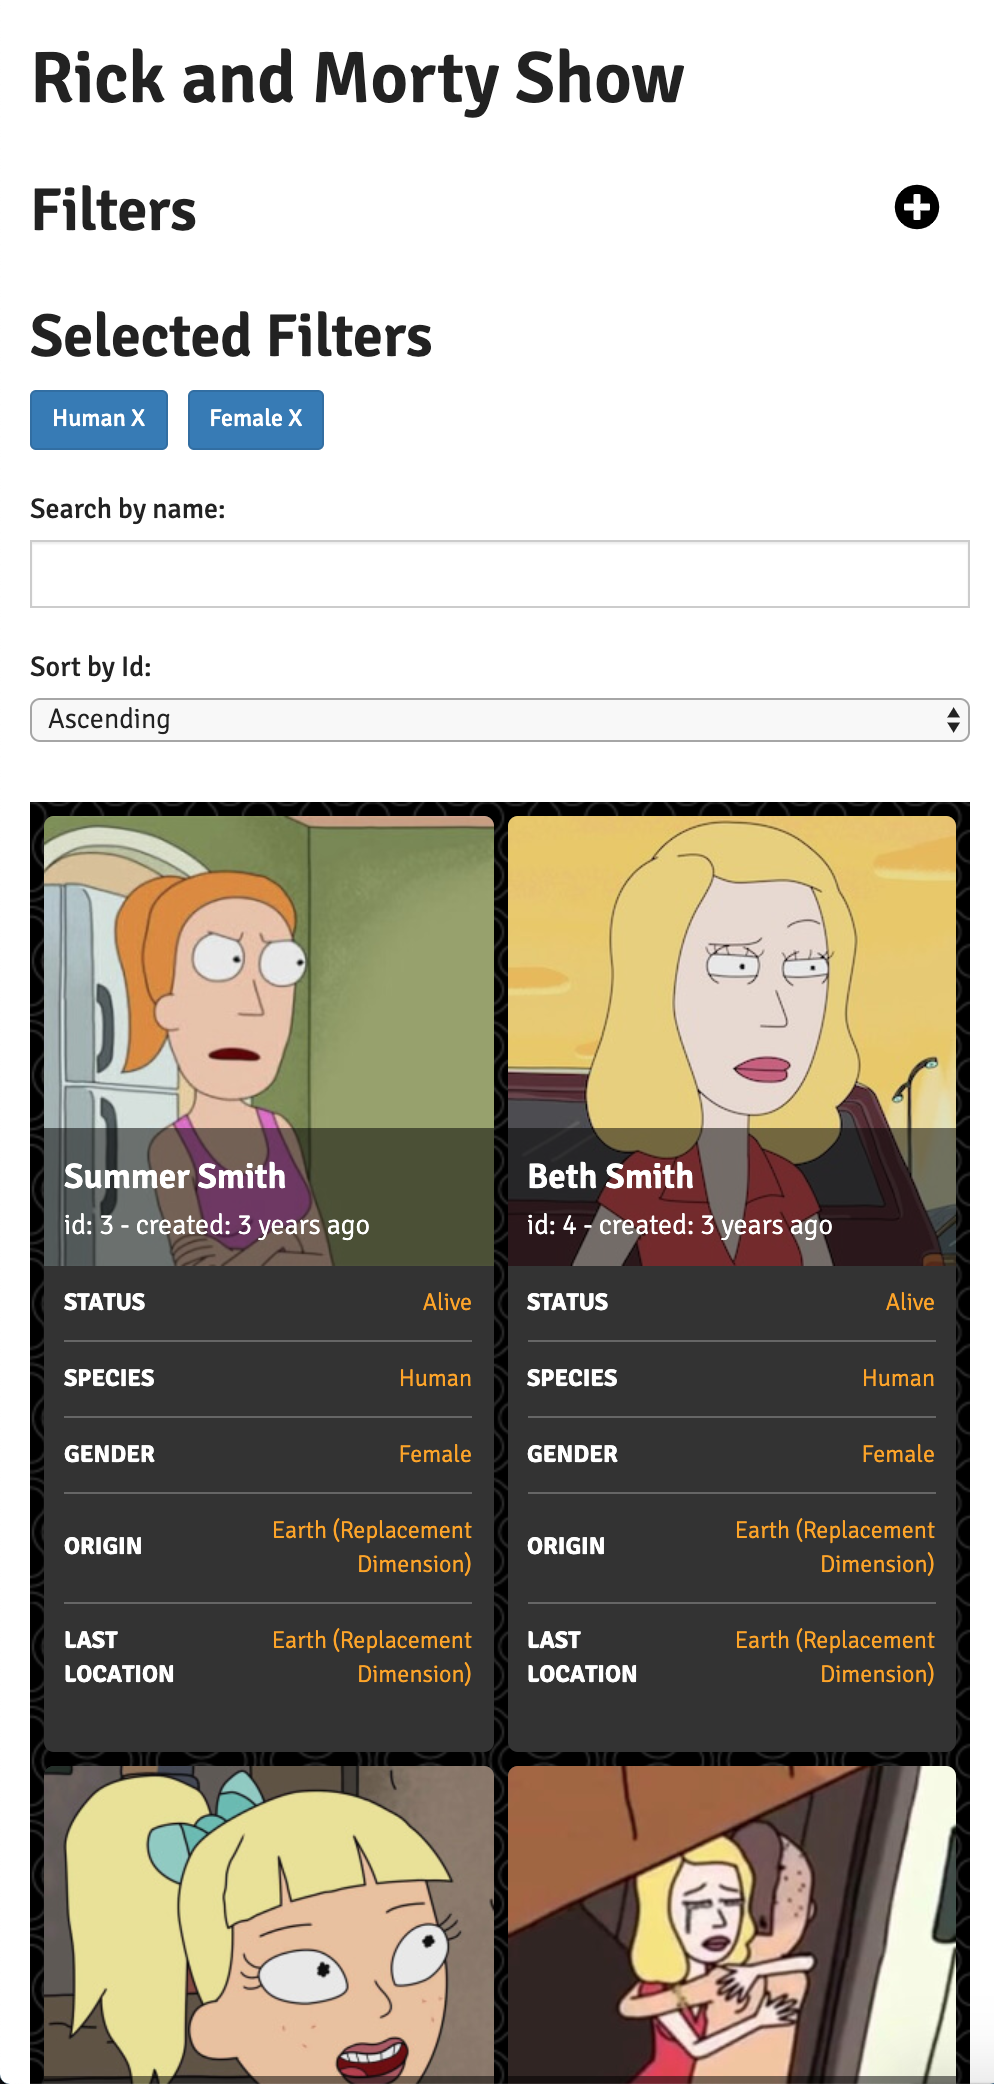 Rick and Morty Show
Filters
Selected Filters
Human X
Female X
Search by name:
Sort by Id:
Ascending
Summer Smith
id: 3 - created: 3 years ago
STATUS Alive
SPECIES Human
GENDER Female
ORIGIN Earth (Replacement
Dimension)
LAST Earth (Replacement
LOCATION Dimension)
Beth Smith
id: 4 - created: 3 years ago
STATUS Alive
SPECIES Human
GENDER Female
ORIGIN Earth (Replacement
Dimension)
LAST Earth (Replacement
LOCATION Dimension)